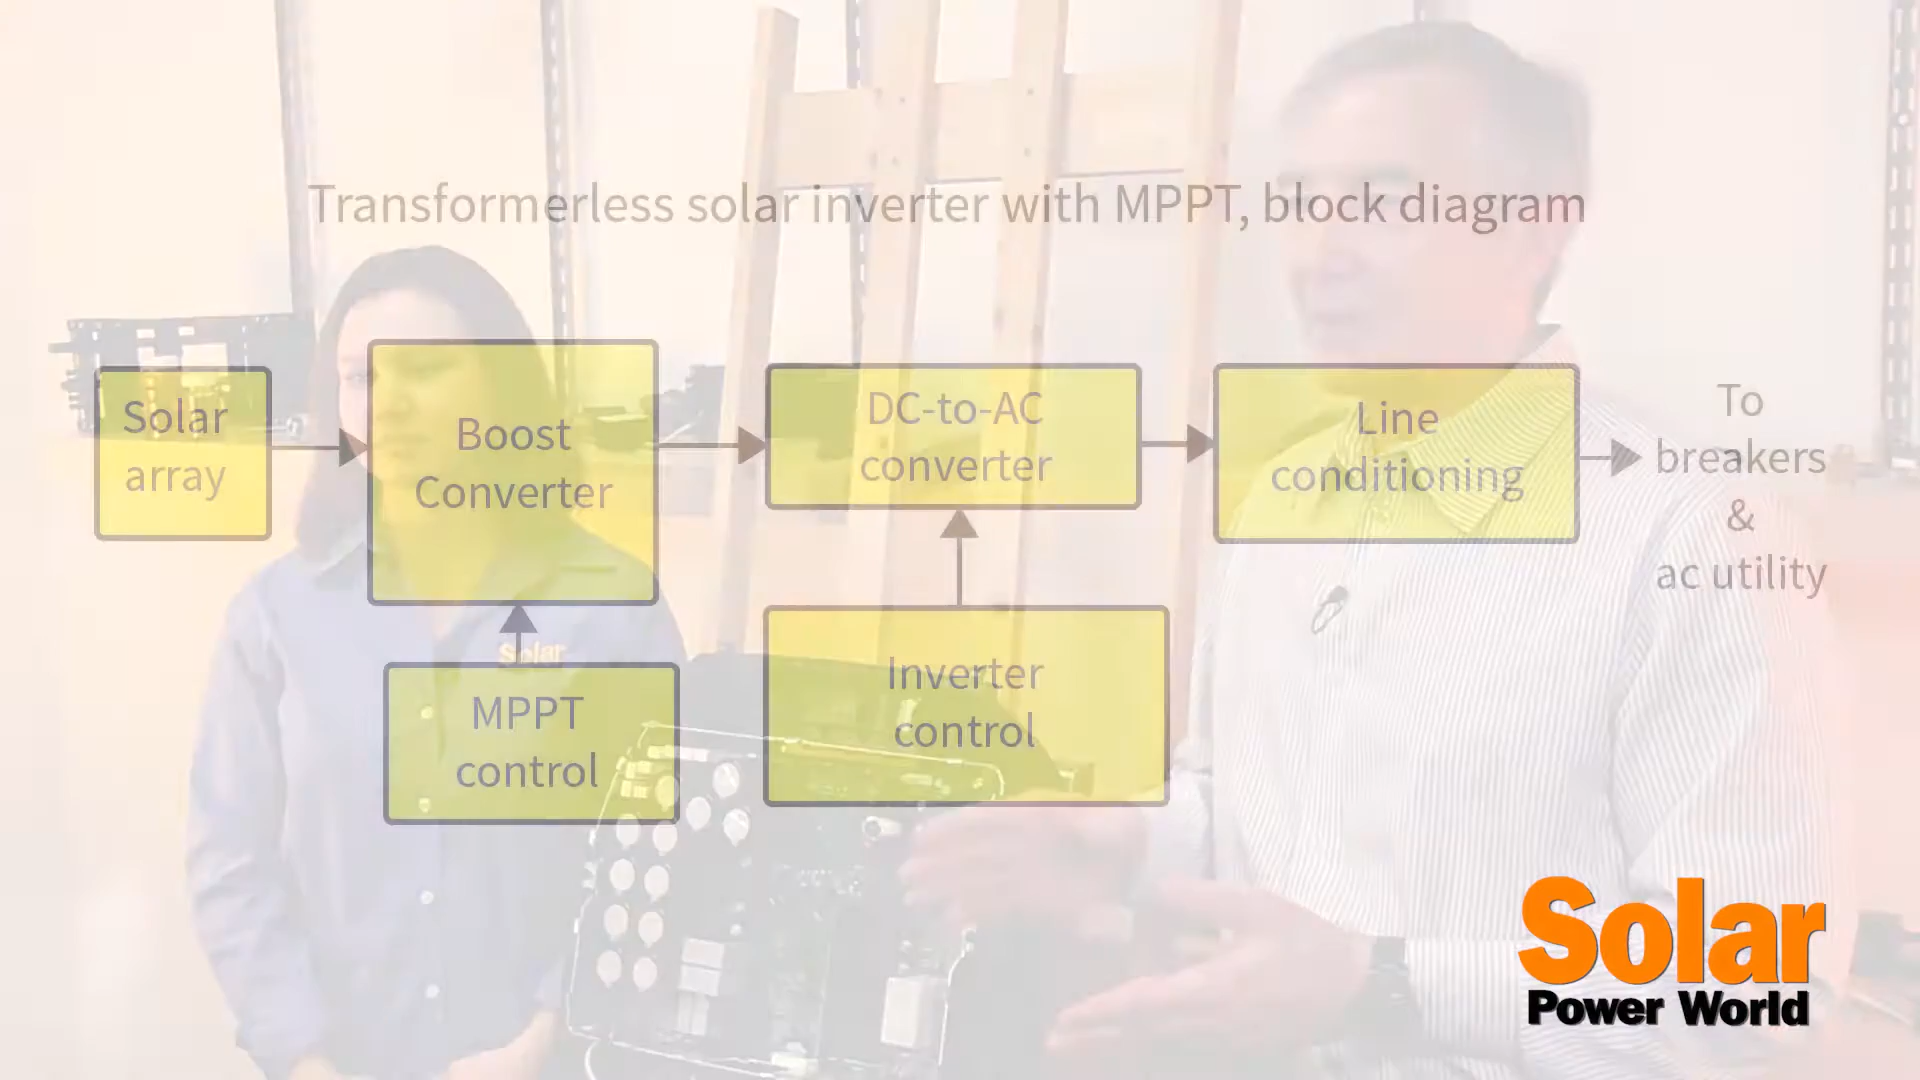 Transformerless solar inverter with MPPT, block diagram
Solar
array
Boost
Converter
DC-to-AC
converter
Line
conditioning
To
breakers
&
ac utility
MPPT
control
Inverter
control
Solar
Solar
Power World